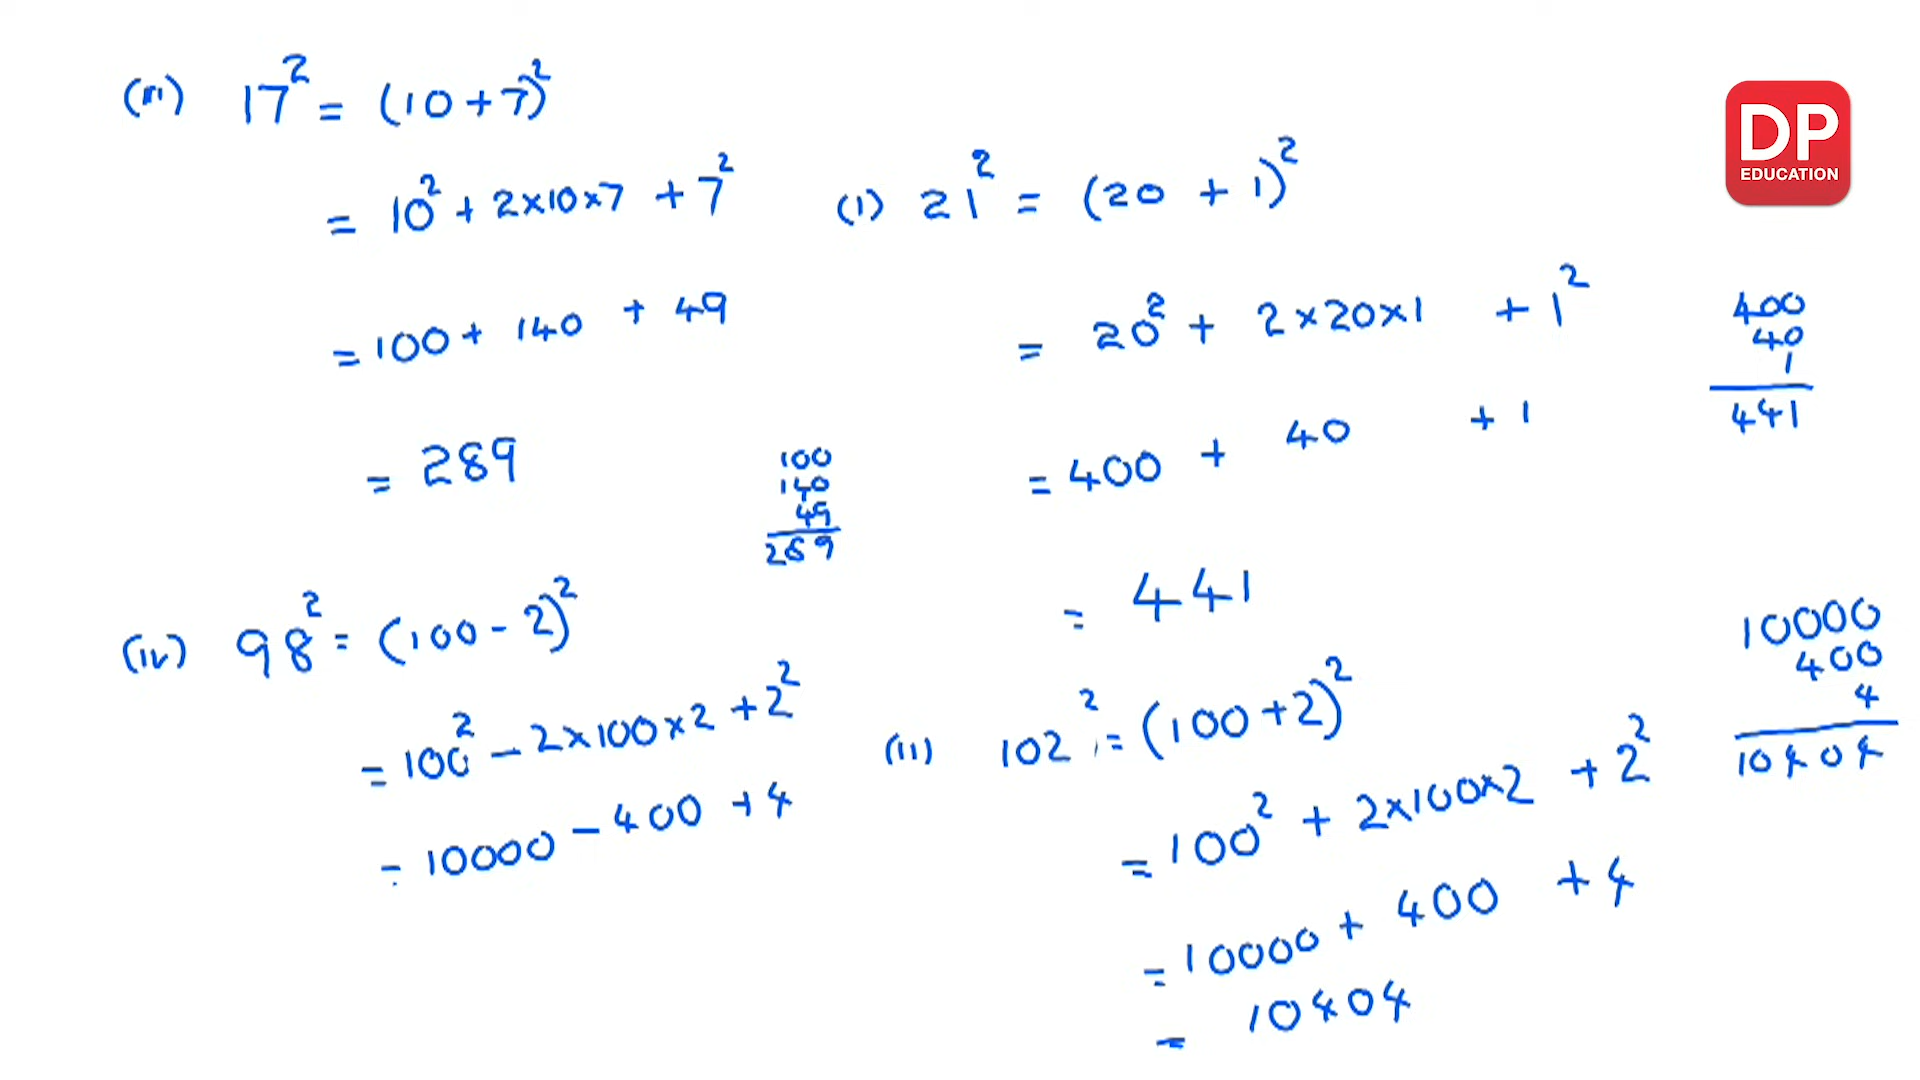 (iii) 17² = (10+7)²
= 10² + 2×10×7 + 7²
= 100 + 140 + 49
= 289
100
140
49
289
(iv) 98² = (100-2)²
= 100² - 2×100×2 + 2²
= 10000 - 400 + 4
(i) 21² = (20 + 1)²
= 20² + 2×20×1 + 1²
= 400 + 40 + 1
= 441
400
40
1
441
(ii) 102² = (100+2)²
= 100² + 2×100×2 + 2²
= 10000 + 400 + 4
= 10404
10000
400
4
10404
DP
EDUCATION